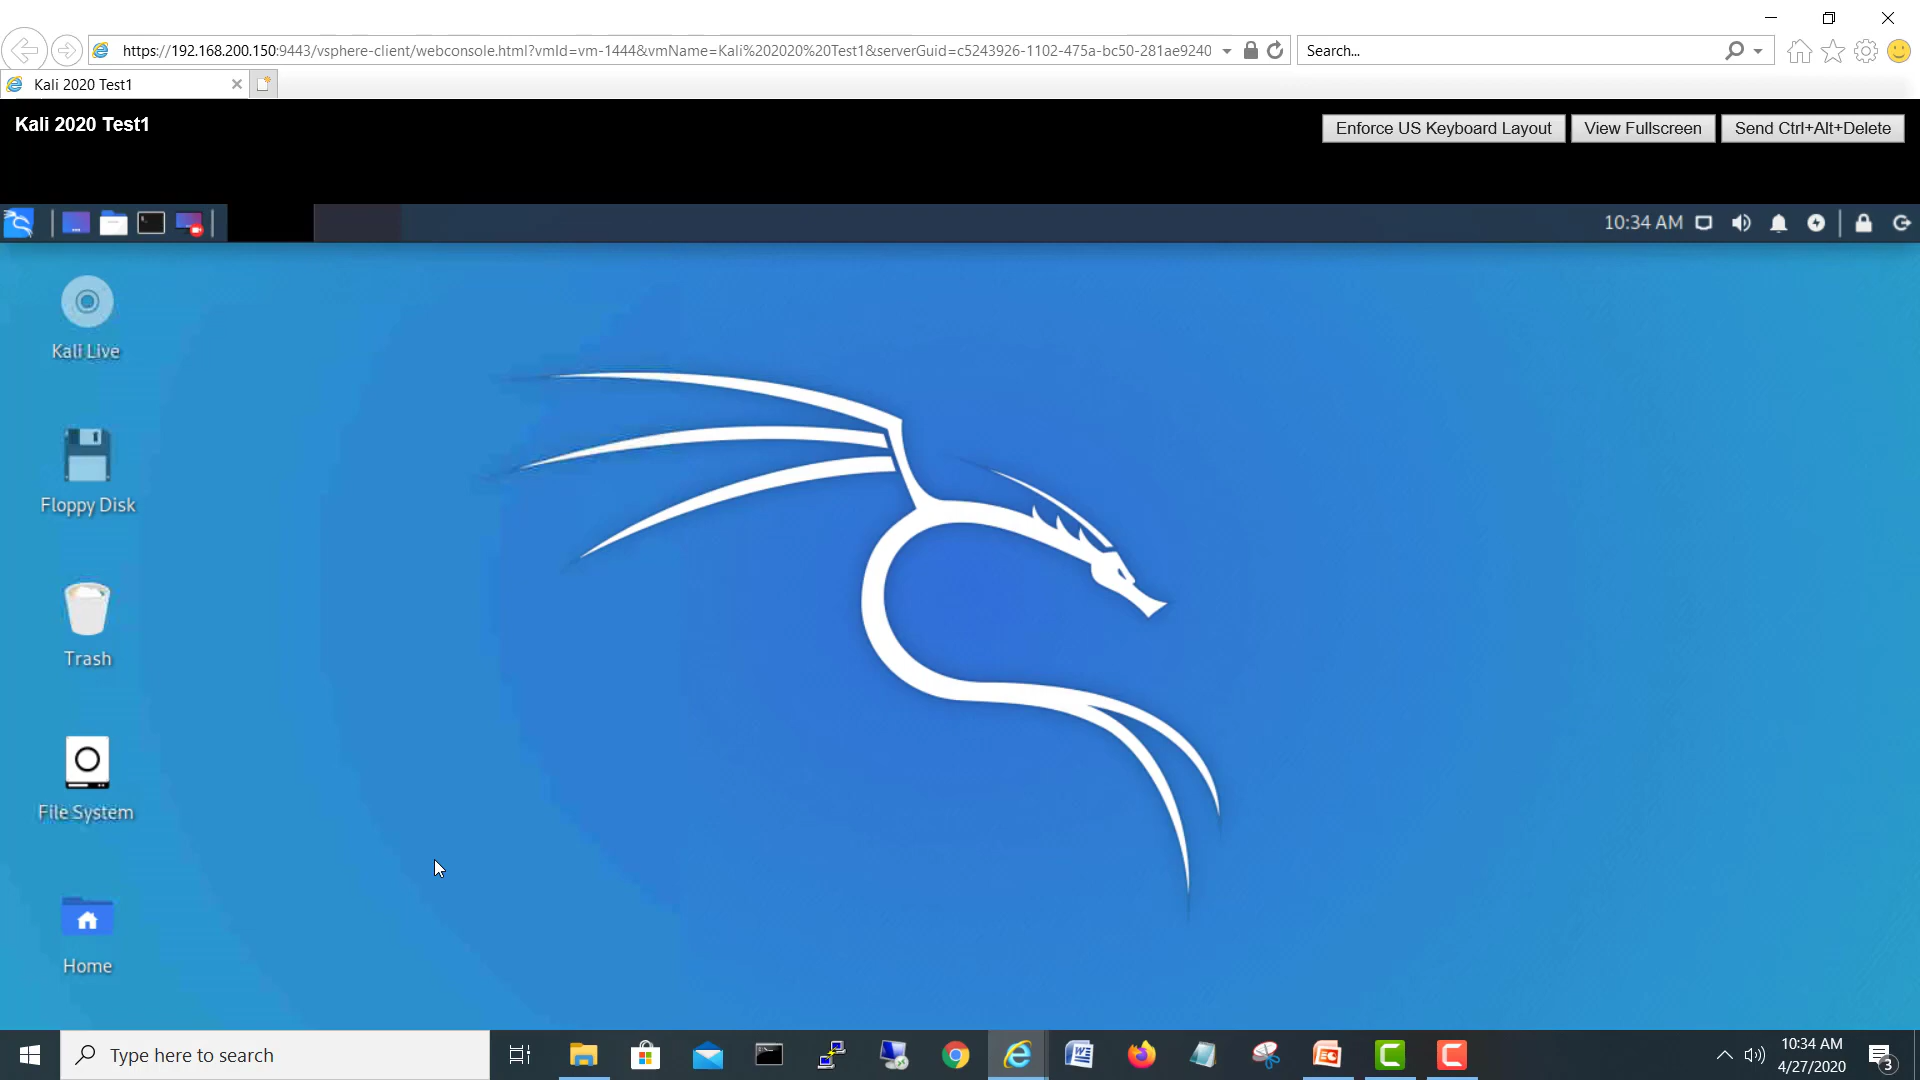 https://192.168.200.150:9443/vsphere-client/webconsole.html?vmId=vm-1444&vmName=Kali%202020%20Test1&serverGuid=c5243926-1102-475a-bc50-281ae9240
Search...
Kali 2020 Test1
Kali 2020 Test1
Enforce US Keyboard Layout
View Fullscreen
Send Ctrl+Alt+Delete
10:34 AM
Kali Live
Floppy Disk
Trash
File System
Home
Type here to search
10:34 AM
4/27/2020
3